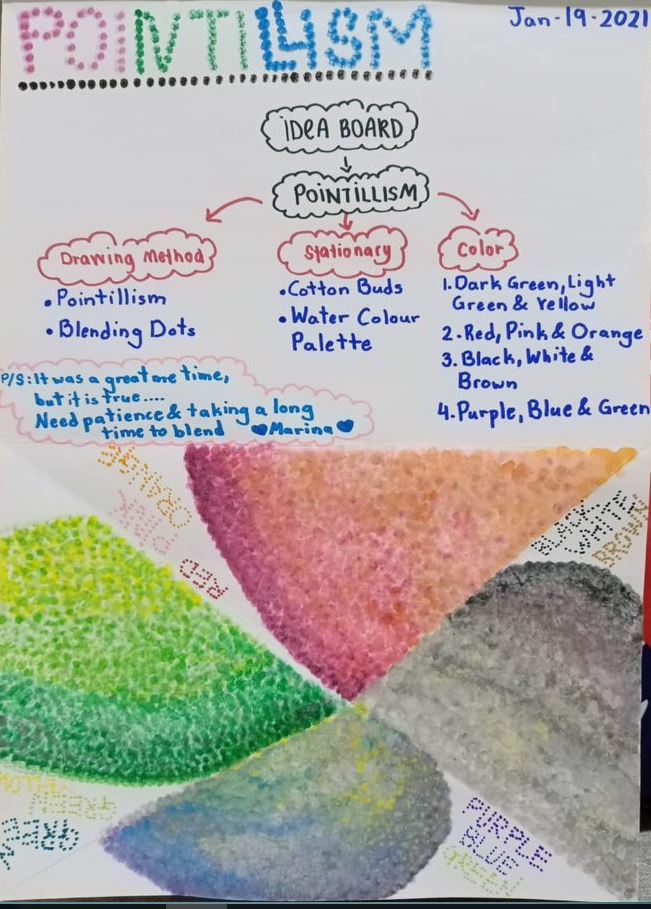 POINTILLISM
Jan-19-2021
IDEA BOARD
POINTILLISM
Drawing Method
• Pointillism
• Blending Dots
Stationary
• Cotton Buds
• Water Colour
Palette
Color
1. Dark Green, Light
Green & Yellow
2. Red, Pink & Orange
3. Black, White &
Brown
4. Purple, Blue & Green
P/S: It was a great me time,
but it is true....
Need patience & taking a long
time to blend ♥Marina♥
ORANGE
PINK
RED
BLACK
WHITE
BROWN
YELLOW
GREEN
GREEN
PURPLE
BLUE
GREEN